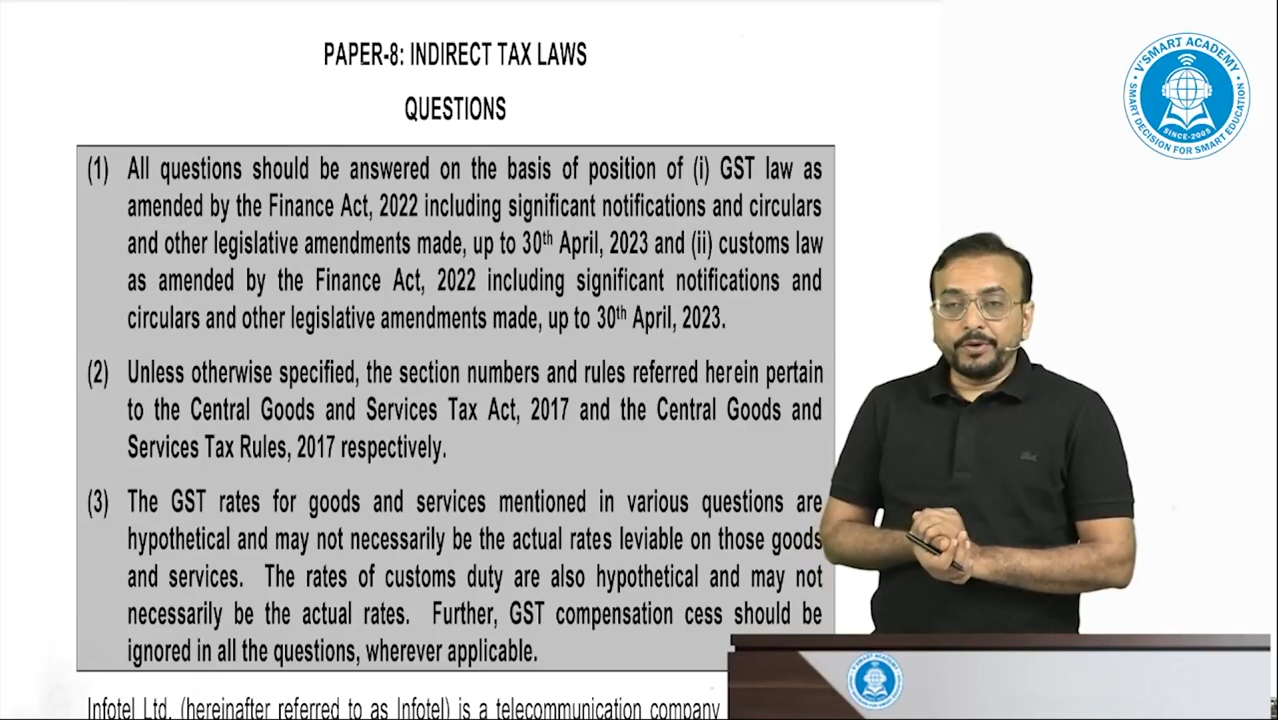 PAPER-8: INDIRECT TAX LAWS
QUESTIONS
(1) All questions should be answered on the basis of position of (i) GST law as
amended by the Finance Act, 2022 including significant notifications and circulars
and other legislative amendments made, up to 30th April, 2023 and (ii) customs law
as amended by the Finance Act, 2022 including significant notifications and
circulars and other legislative amendments made, up to 30th April, 2023.
(2) Unless otherwise specified, the section numbers and rules referred herein pertain
to the Central Goods and Services Tax Act, 2017 and the Central Goods and
Services Tax Rules, 2017 respectively.
(3) The GST rates for goods and services mentioned in various questions are
hypothetical and may not necessarily be the actual rates leviable on those goods
and services. The rates of customs duty are also hypothetical and may not
necessarily be the actual rates. Further, GST compensation cess should be
ignored in all the questions, wherever applicable.
Infotel Ltd. (hereinafter referred to as Infotel) is a telecommunication company
V'SMART ACADEMY
SINCE-2005
SMART DECISION FOR SMART EDUCATION